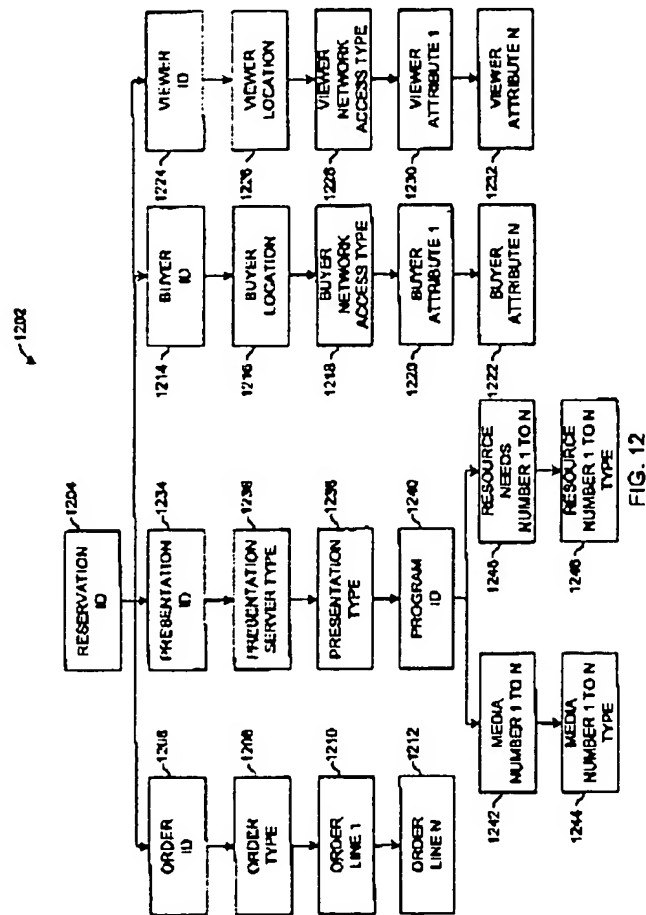 1202
1204
RESERVATION
ID
1206
ORDER
ID
1234
PRESENTATION
ID
1214
BUYER
ID
1224
VIEWER
ID
1208
ORDER
TYPE
1236
PRESENTATION
SERVER TYPE
1216
BUYER
LOCATION
1226
VIEWER
LOCATION
1210
ORDER
LINE 1
1238
PRESENTATION
TYPE
1218
BUYER
NETWORK
ACCESS TYPE
1228
VIEWER
NETWORK
ACCESS TYPE
1212
ORDER
LINE N
1240
PROGRAM
ID
1220
BUYER
ATTRIBUTE 1
1230
VIEWER
ATTRIBUTE 1
1222
BUYER
ATTRIBUTE N
1232
VIEWER
ATTRIBUTE N
1242
MEDIA
NUMBER 1 TO N
1246
RESOURCE
NEEDS
NUMBER 1 TO N
1244
MEDIA
NUMBER 1 TO N
TYPE
1248
RESOURCE
NUMBER 1 TO N
TYPE
FIG. 12